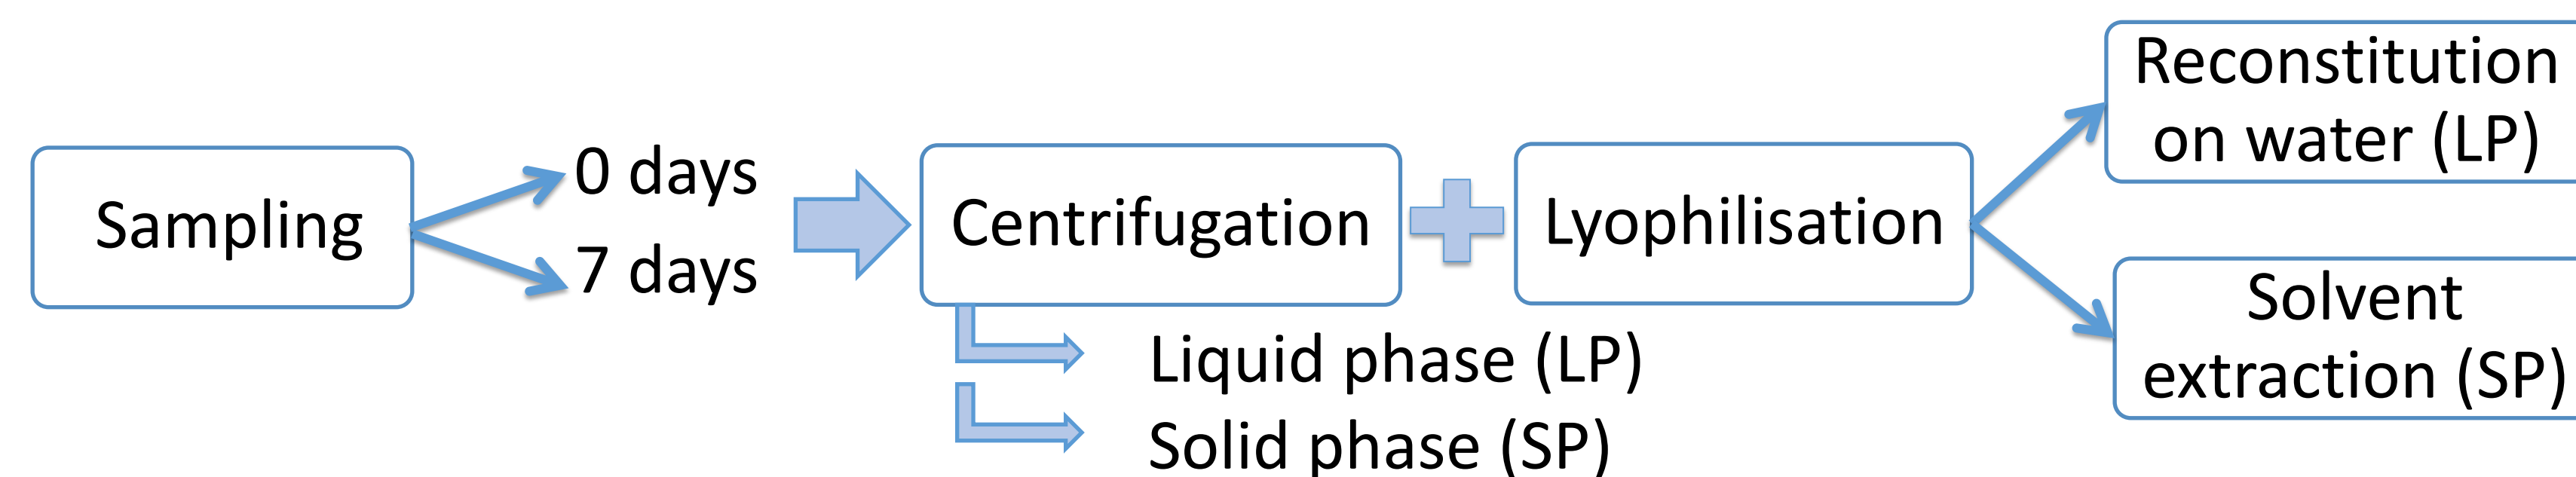 Sampling
0 days
7 days
Centrifugation
Liquid phase (LP)
Solid phase (SP)
Lyophilisation
Reconstitution
on water (LP)
Solvent
extraction (SP)